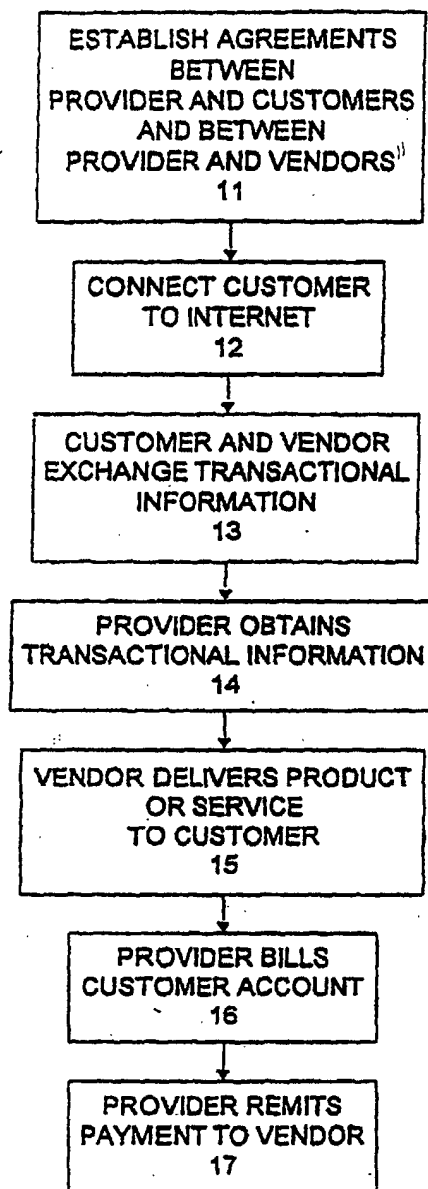 ESTABLISH AGREEMENTS
BETWEEN
PROVIDER AND CUSTOMERS
AND BETWEEN
PROVIDER AND VENDORS
11
CONNECT CUSTOMER
TO INTERNET
12
CUSTOMER AND VENDOR
EXCHANGE TRANSACTIONAL
INFORMATION
13
PROVIDER OBTAINS
TRANSACTIONAL INFORMATION
14
VENDOR DELIVERS PRODUCT
OR SERVICE
TO CUSTOMER
15
PROVIDER BILLS
CUSTOMER ACCOUNT
16
PROVIDER REMITS
PAYMENT TO VENDOR
17